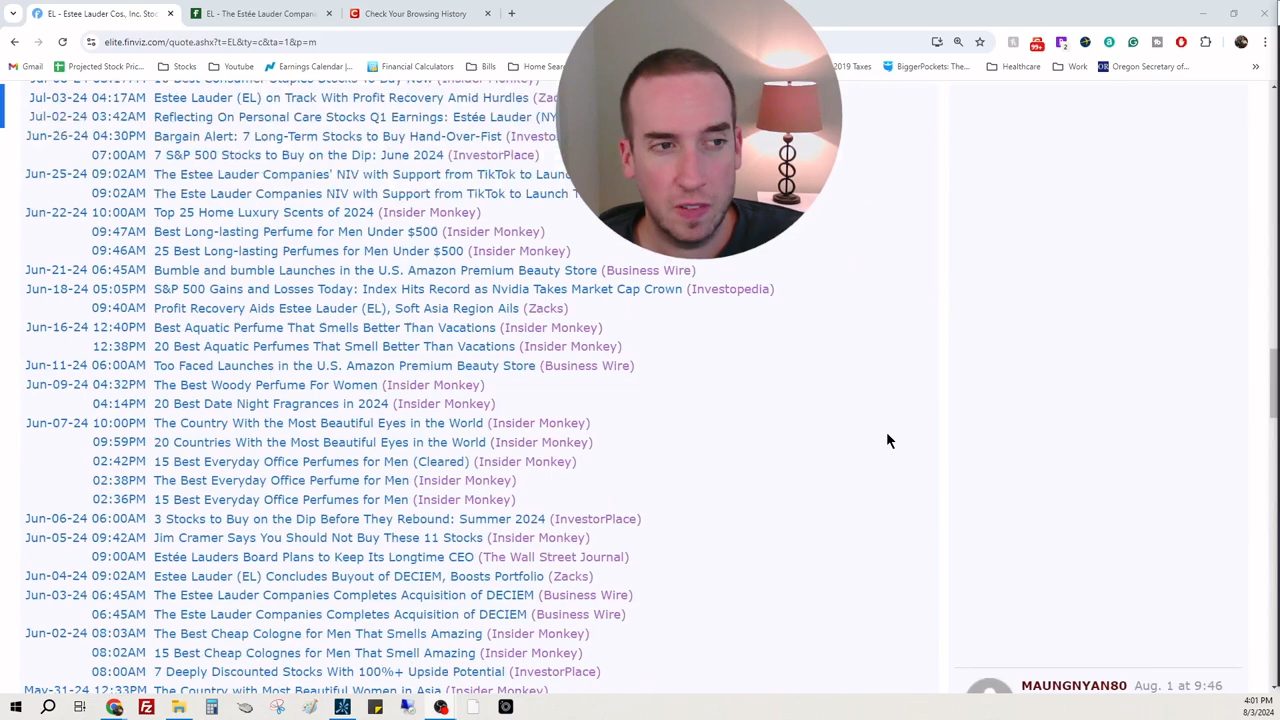 EL - Estée Lauder Cos., Inc. Stoc
EL - The Estée Lauder Compani
Check Your Browsing History
elite.finviz.com/quote.ashx?t=EL&ty=c&ta=1&p=m
99+
2
Gmail
Projected Stock Pric...
Stocks
Youtube
Earnings Calendar |...
Financial Calculators
Bills
Home Sear
2019 Taxes
BiggerPockets: The...
Healthcare
Work
Oregon Secretary of...
»
(Insider Monkey)
Jul-03-24 04:17AM Estee Lauder (EL) on Track With Profit Recovery Amid Hurdles (Zac
Jul-02-24 03:42AM Reflecting On Personal Care Stocks Q1 Earnings: Estée Lauder (NY
Jun-26-24 04:30PM Bargain Alert: 7 Long-Term Stocks to Buy Hand-Over-Fist (Investo
07:00AM 7 S&P 500 Stocks to Buy on the Dip: June 2024 (InvestorPlace)
Jun-25-24 09:02AM The Estee Lauder Companies' NIV with Support from TikTok to Laun
09:02AM The Este Lauder Companies NIV with Support from TikTok to Launch T
Jun-22-24 10:00AM Top 25 Home Luxury Scents of 2024 (Insider Monkey)
09:47AM Best Long-lasting Perfume for Men Under $500 (Insider Monkey)
09:46AM 25 Best Long-lasting Perfumes for Men Under $500 (Insider Monkey)
Jun-21-24 06:45AM Bumble and bumble Launches in the U.S. Amazon Premium Beauty Store (Business Wire)
Jun-18-24 05:05PM S&P 500 Gains and Losses Today: Index Hits Record as Nvidia Takes Market Cap Crown (Investopedia)
09:40AM Profit Recovery Aids Estee Lauder (EL), Soft Asia Region Ails (Zacks)
Jun-16-24 12:40PM Best Aquatic Perfume That Smells Better Than Vacations (Insider Monkey)
12:38PM 20 Best Aquatic Perfumes That Smell Better Than Vacations (Insider Monkey)
Jun-11-24 06:00AM Too Faced Launches in the U.S. Amazon Premium Beauty Store (Business Wire)
Jun-09-24 04:32PM The Best Woody Perfume For Women (Insider Monkey)
04:14PM 20 Best Date Night Fragrances in 2024 (Insider Monkey)
Jun-07-24 10:00PM The Country With the Most Beautiful Eyes in the World (Insider Monkey)
09:59PM 20 Countries With the Most Beautiful Eyes in the World (Insider Monkey)
02:42PM 15 Best Everyday Office Perfumes for Men (Cleared) (Insider Monkey)
02:38PM The Best Everyday Office Perfume for Men (Insider Monkey)
02:36PM 15 Best Everyday Office Perfumes for Men (Insider Monkey)
Jun-06-24 06:00AM 3 Stocks to Buy on the Dip Before They Rebound: Summer 2024 (InvestorPlace)
Jun-05-24 09:42AM Jim Cramer Says You Should Not Buy These 11 Stocks (Insider Monkey)
09:00AM Estée Lauders Board Plans to Keep Its Longtime CEO (The Wall Street Journal)
Jun-04-24 09:02AM Estee Lauder (EL) Concludes Buyout of DECIEM, Boosts Portfolio (Zacks)
Jun-03-24 06:45AM The Estee Lauder Companies Completes Acquisition of DECIEM (Business Wire)
06:45AM The Este Lauder Companies Completes Acquisition of DECIEM (Business Wire)
Jun-02-24 08:03AM The Best Cheap Cologne for Men That Smells Amazing (Insider Monkey)
08:02AM 15 Best Cheap Colognes for Men That Smell Amazing (Insider Monkey)
08:00AM 7 Deeply Discounted Stocks With 100%+ Upside Potential (InvestorPlace)
May-31-24 12:33PM The Country with Most Beautiful Women in Asia (Insider Monkey)
MAUNGNYAN80 Aug. 1 at 9:46
4:01 PM
8/3/2024